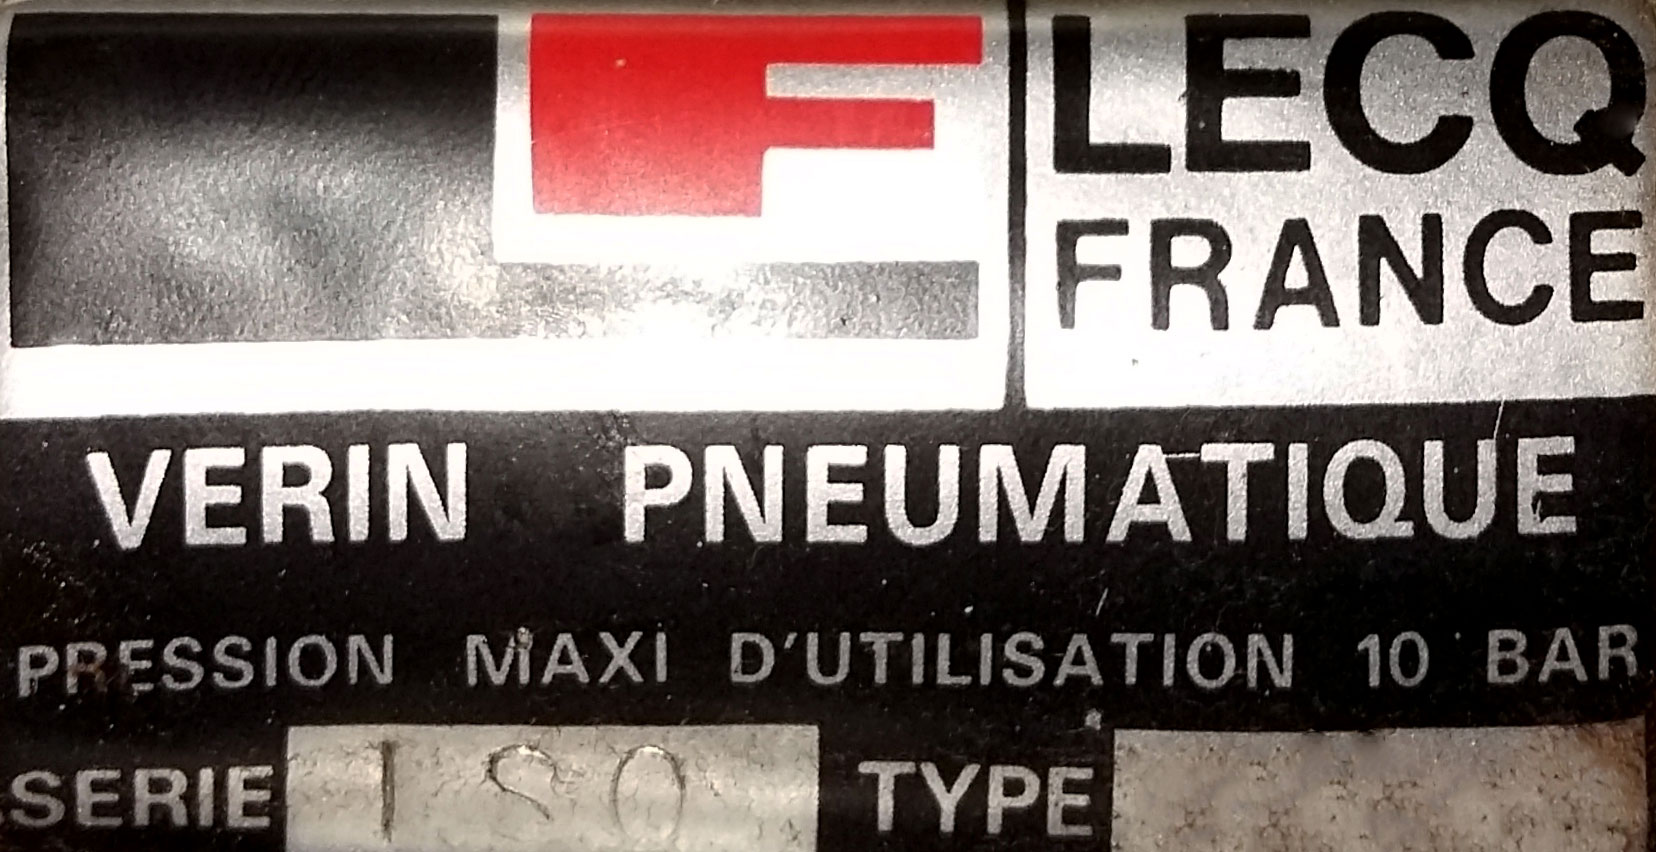 LECQ
FRANCE
VERIN PNEUMATIQUE
PRESSION MAXI D'UTILISATION 10 BAR
SERIE ISO TYPE